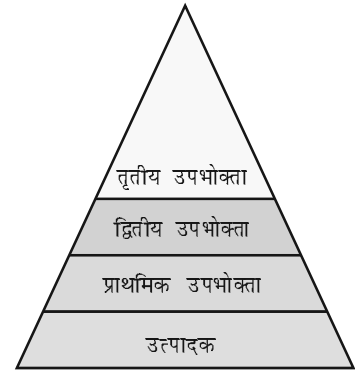 तृतीय उपभोक्ता
द्वितीय उपभोक्ता
प्राथमिक उपभोक्ता
उत्पादक